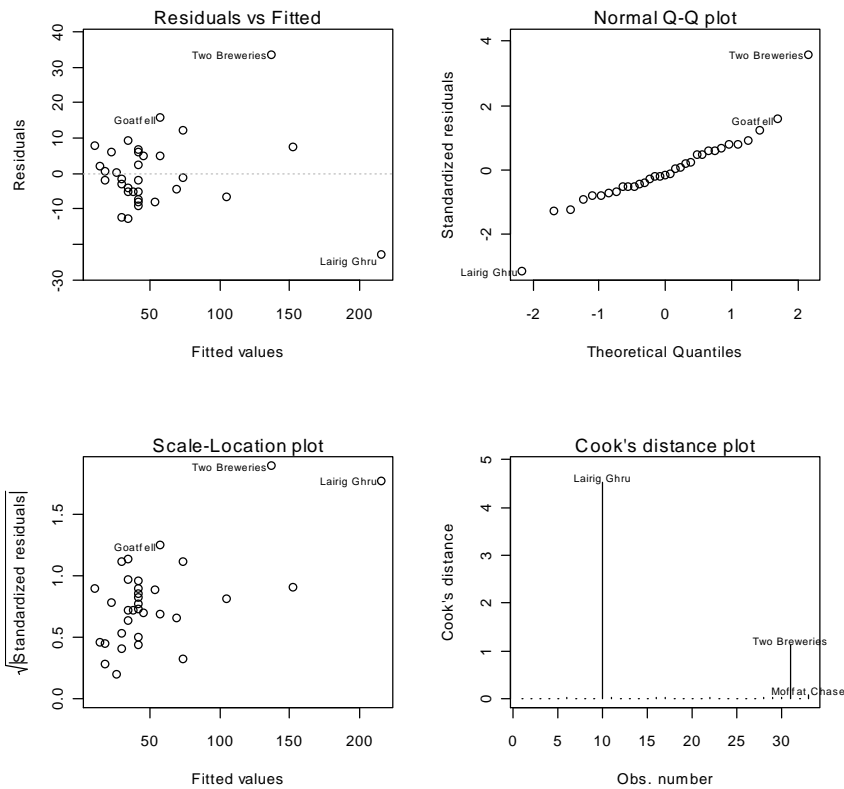 Residuals vs Fitted
40
30
20
10
0
-10
-30
Residuals
Two Breweries
Goatfell
Lairig Ghru
50
100
150
200
Fitted values
Normal Q-Q plot
4
2
0
-2
Standardized residuals
Two Breweries
Goatfell
Lairig Ghru
-2
-1
0
1
2
Theoretical Quantiles
Scale-Location plot
1.5
1.0
0.5
0.0
√|Standardized residuals|
Two Breweries
Lairig Ghru
Goatfell
50
100
150
200
Fitted values
Cook's distance plot
5
4
3
2
1
0
Cook's distance
Lairig Ghru
Two Breweries
Moffat Chase
0
5
10
15
20
25
30
Obs. number